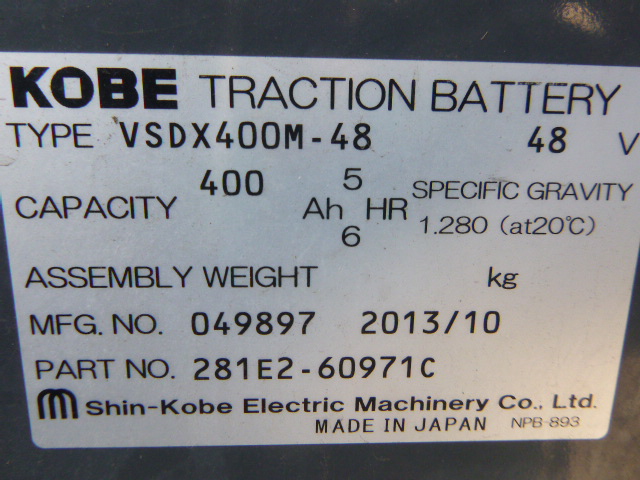 KOBE TRACTION BATTERY
TYPE VSDX400M-48 48 V
CAPACITY 400 Ah 5 HR 6 SPECIFIC GRAVITY
1.280 (at20℃)
ASSEMBLY WEIGHT kg
MFG. NO. 049897 2013/10
PART NO. 281E2-60971C
Shin-Kobe Electric Machinery Co., Ltd.
MADE IN JAPAN NPB-893